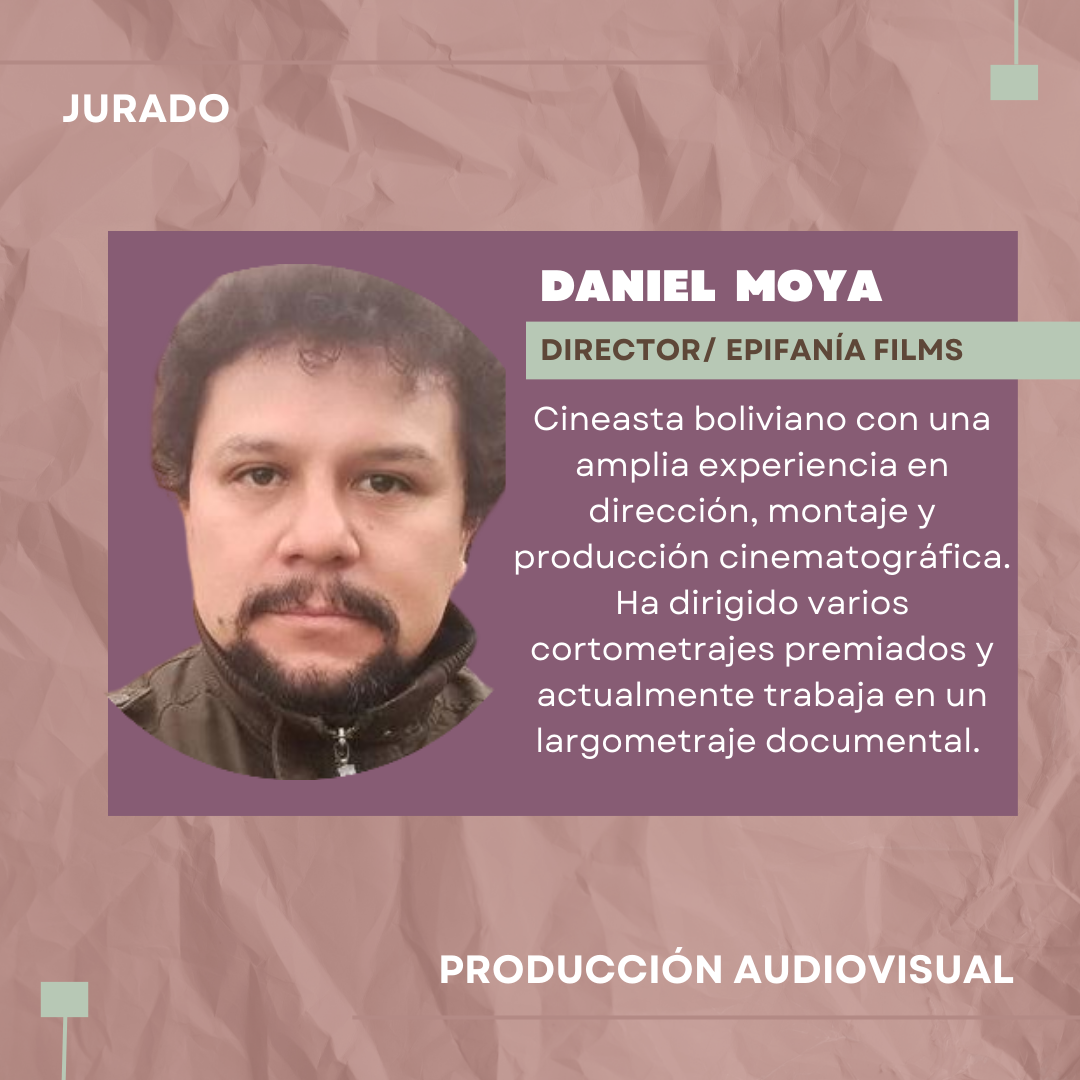 JURADO
DANIEL MOYA
DIRECTOR/ EPIFANÍA FILMS
Cineasta boliviano con una
amplia experiencia en
dirección, montaje y
producción cinematográfica.
Ha dirigido varios
cortometrajes premiados y
actualmente trabaja en un
largometraje documental.
PRODUCCIÓN AUDIOVISUAL